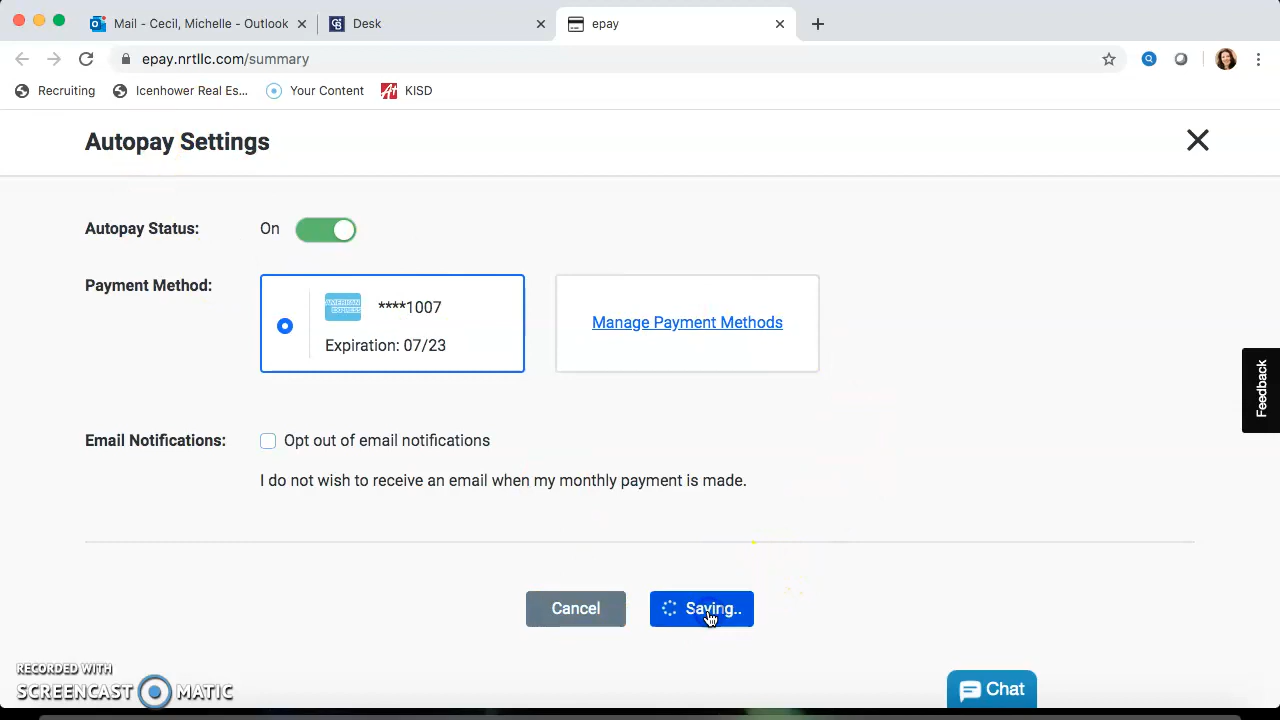 Mail - Cecil, Michelle - Outlook
Desk
epay
epay.nrtllc.com/summary
Recruiting
Icenhower Real Es...
Your Content
KISD
Autopay Settings
Autopay Status:
On
Payment Method:
AMERICAN EXPRESS
****1007
Expiration: 07/23
Manage Payment Methods
Feedback
Email Notifications:
Opt out of email notifications
I do not wish to receive an email when my monthly payment is made.
Cancel
Saving..
RECORDED WITH
SCREENCAST MATIC
Chat